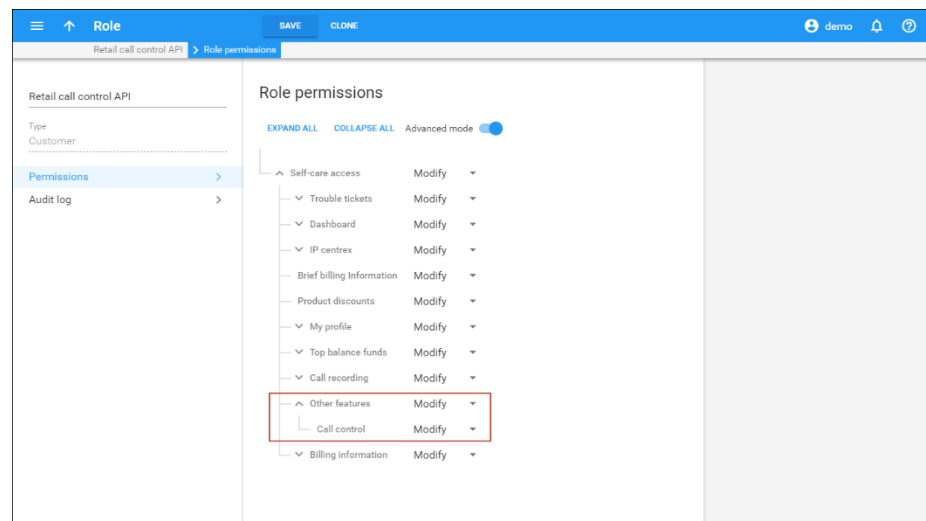 Role SAVE CLONE demo
Retail call control API Role permissions
Retail call control API
Type
Customer
Permissions
Audit log
Role permissions
EXPAND ALL COLLAPSE ALL Advanced mode
Self-care access Modify
Trouble tickets Modify
Dashboard Modify
IP centrex Modify
Brief billing Information Modify
Product discounts Modify
My profile Modify
Top balance funds Modify
Call recording Modify
Other features Modify
Call control Modify
Billing information Modify